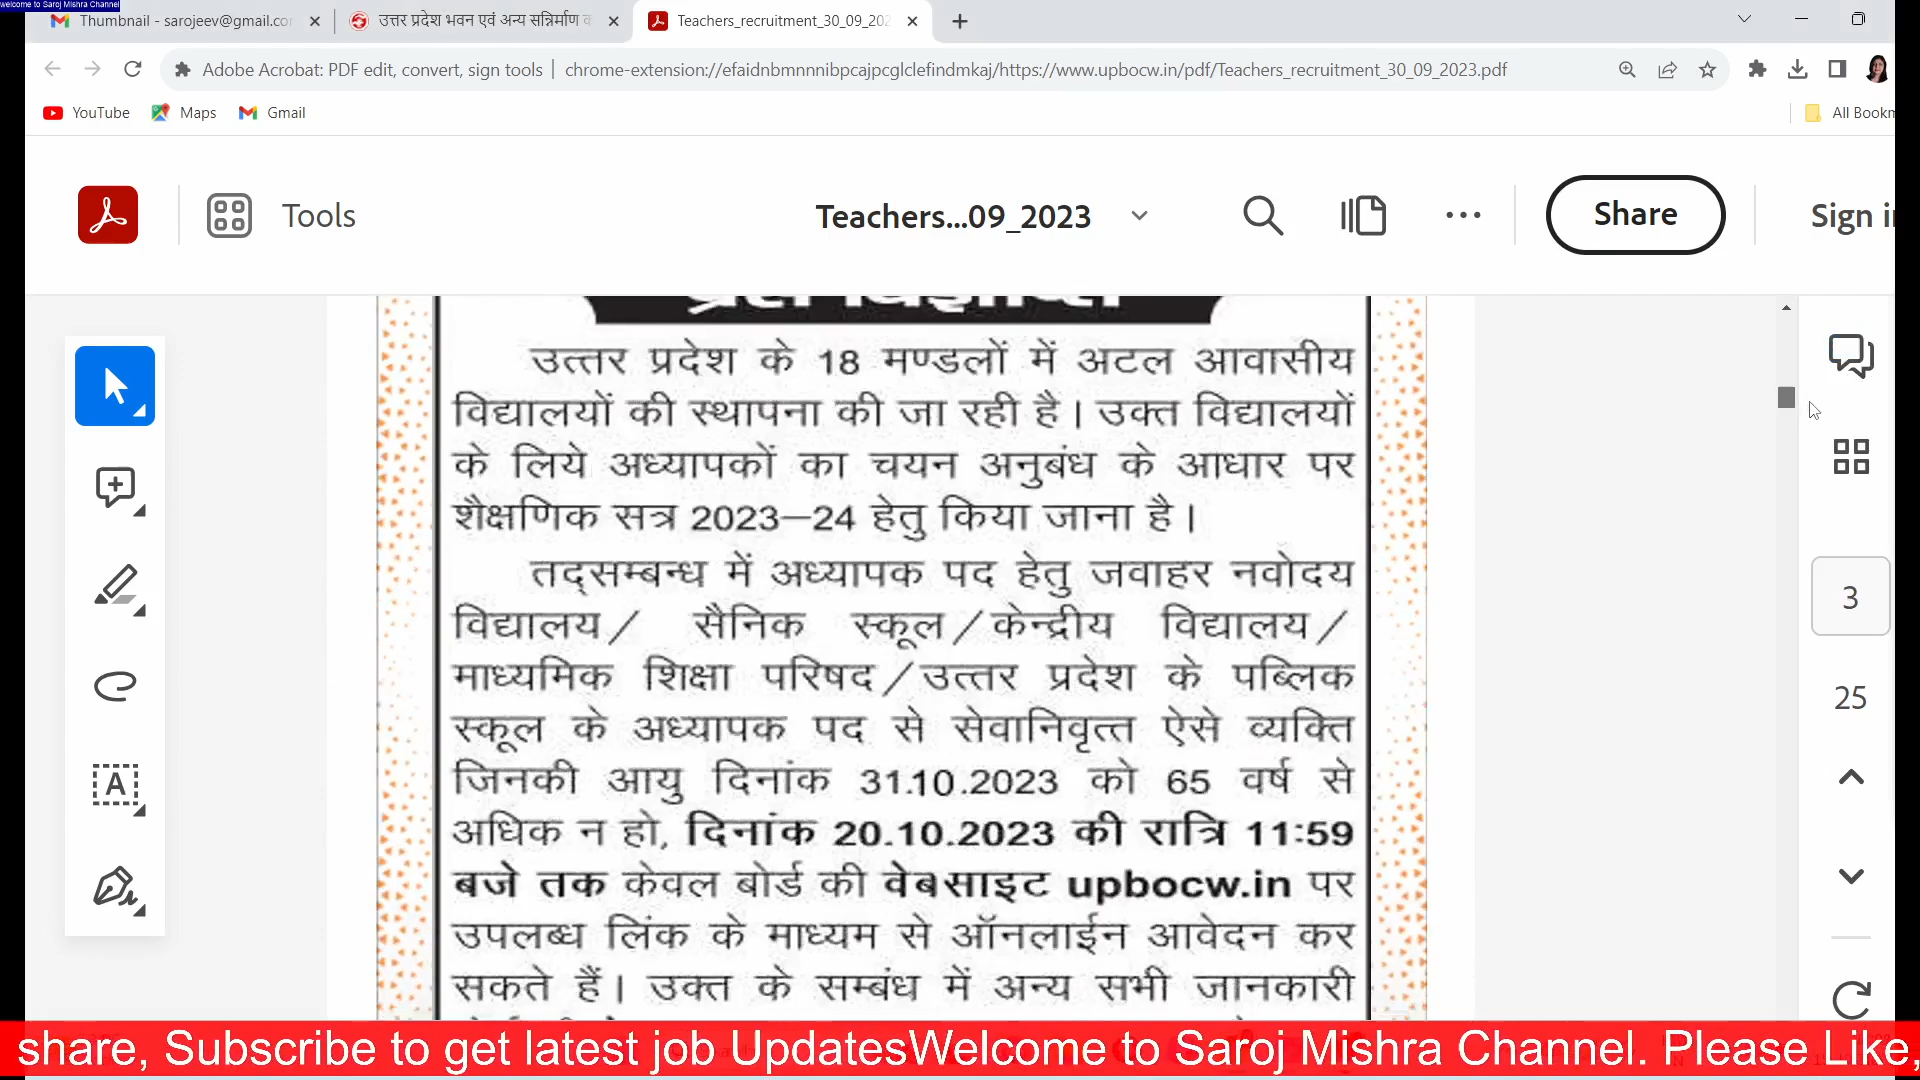 welcome to Saroj Mishra Channel
Thumbnail - sarojeev@gmail.co
उत्तर प्रदेश भवन एवं अन्य सन्निर्माण
Teachers_recruitment_30_09_202
Adobe Acrobat: PDF edit, convert, sign tools | chrome-extension://efaidnbmnnnibpcajpcglclefindmkaj/https://www.upbocw.in/pdf/Teachers_recruitment_30_09_2023.pdf
YouTube Maps Gmail All Bookm
Tools Teachers...09_2023 Share Sign in
उत्तर प्रदेश के 18 मण्डलों में अटल आवासीय
विद्यालयों की स्थापना की जा रही है। उक्त विद्यालयों
के लिये अध्यापकों का चयन अनुबंध के आधार पर
शैक्षणिक सत्र 2023–24 हेतु किया जाना है।
तद्सम्बन्ध में अध्यापक पद हेतु जवाहर नवोदय
विद्यालय/ सैनिक स्कूल/केन्द्रीय विद्यालय/
माध्यमिक शिक्षा परिषद/उत्तर प्रदेश के पब्लिक
स्कूल के अध्यापक पद से सेवानिवृत्त ऐसे व्यक्ति
जिनकी आयु दिनांक 31.10.2023 को 65 वर्ष से
अधिक न हो, दिनांक 20.10.2023 की रात्रि 11:59
बजे तक केवल बोर्ड की वेबसाइट upbocw.in पर
उपलब्ध लिंक के माध्यम से ऑनलाईन आवेदन कर
सकते हैं। उक्त के सम्बंध में अन्य सभी जानकारी
3
25
share, Subscribe to get latest job UpdatesWelcome to Saroj Mishra Channel. Please Like,